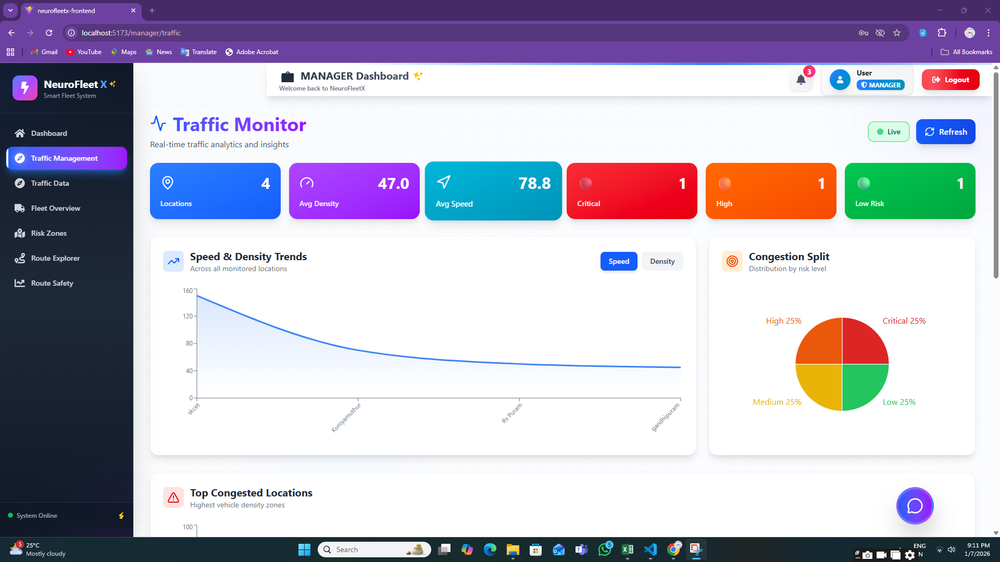 neurofleetx-frontend
localhost:5173/manager/traffic
Gmail YouTube Maps News Translate Adobe Acrobat All Bookmarks
NeuroFleet X
Smart Fleet System
Dashboard
Traffic Management
Traffic Data
Fleet Overview
Risk Zones
Route Explorer
Route Safety
System Online
MANAGER Dashboard
Welcome back to NeuroFleetX
3
User
MANAGER
Logout
Traffic Monitor
Real-time traffic analytics and insights
Live
Refresh
4
Locations
47.0
Avg Density
78.8
Avg Speed
1
Critical
1
High
1
Low Risk
Speed & Density Trends
Across all monitored locations
Speed Density
160
120
80
40
0
skcet Kuniyamuthur Rs Puram gandhipuram
Congestion Split
Distribution by risk level
High 25% Critical 25%
Medium 25% Low 25%
Top Congested Locations
Highest vehicle density zones
100
5
25°C
Mostly cloudy
Search
5
ENG
N
9:11 PM
1/7/2026